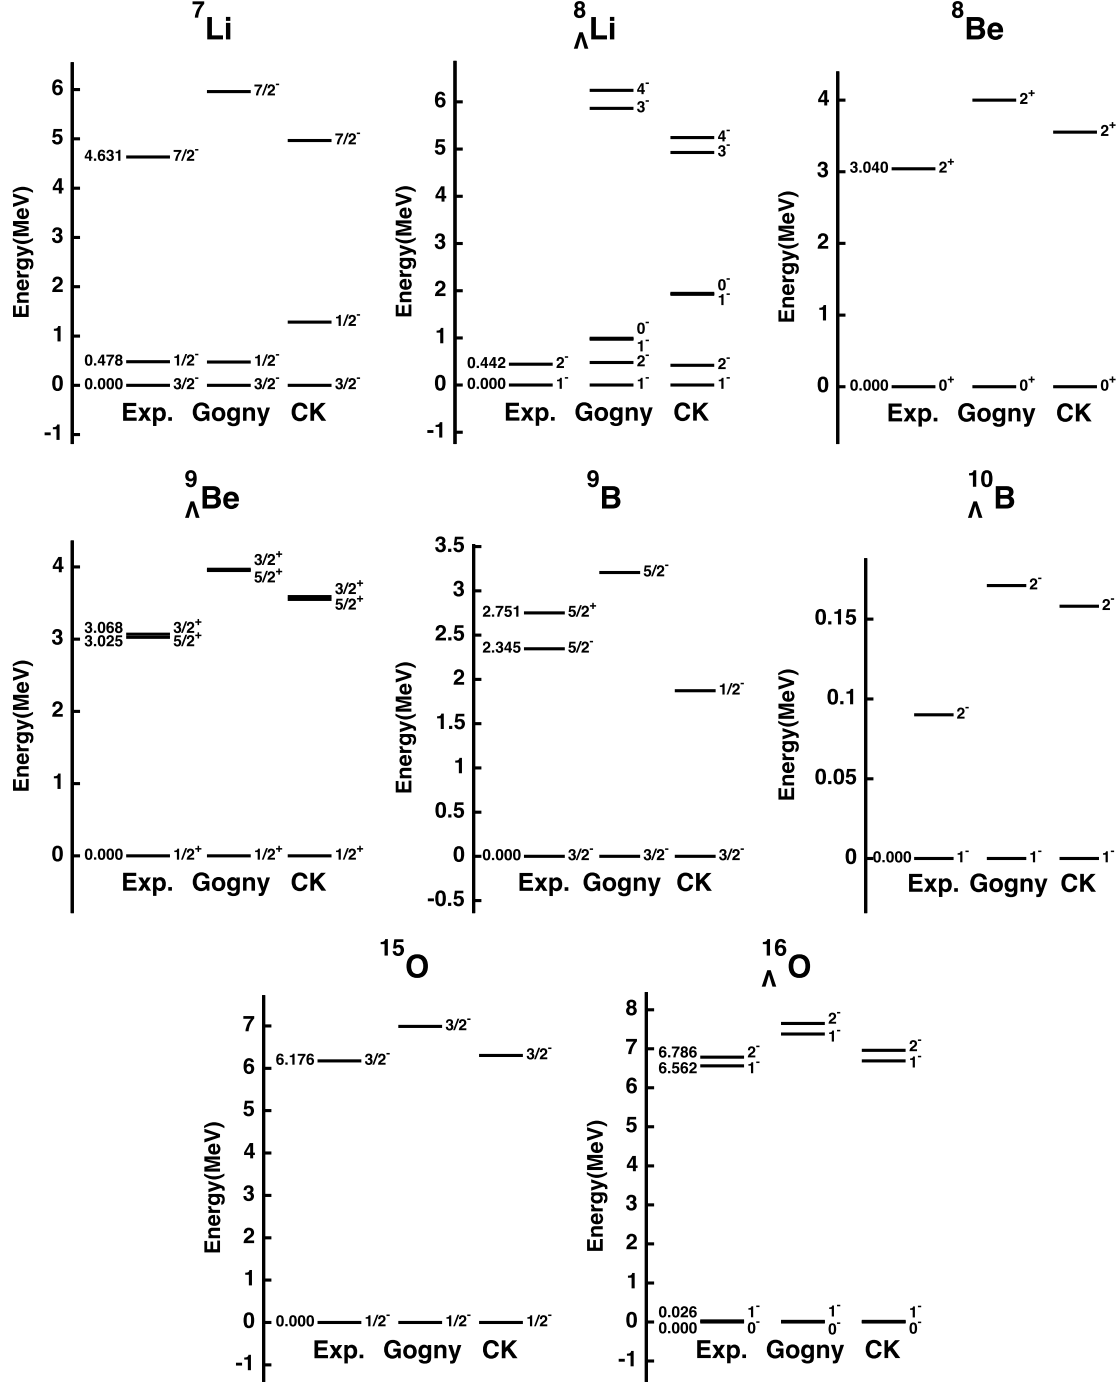 7Li
Energy(MeV)
6
5
4
3
2
1
0
-1
7/2-
7/2-
4.631 7/2-
1/2-
0.478 1/2- 1/2-
0.000 3/2- 3/2- 3/2-
Exp. Gogny CK
8ΛLi
Energy(MeV)
6
5
4
3
2
1
0
-1
4-
3-
4-
3-
0-
1-
0-
1-
0.442 2- 2- 2-
0.000 1- 1- 1-
Exp. Gogny CK
8Be
Energy(MeV)
4
3
2
1
0
2+
2+
3.040 2+
0.000 0+ 0+ 0+
Exp. Gogny CK
9ΛBe
Energy(MeV)
4
3
2
1
0
3/2+
5/2+
3/2+
5/2+
3.068 3/2+
3.025 5/2+
0.000 1/2+ 1/2+ 1/2+
Exp. Gogny CK
9B
Energy(MeV)
3.5
3
2.5
2
1.5
1
0.5
0
-0.5
5/2-
2.751 5/2+
2.345 5/2-
1/2-
0.000 3/2- 3/2- 3/2-
Exp. Gogny CK
10ΛB
Energy(MeV)
0.15
0.1
0.05
0
2-
2-
2-
0.000 1- 1- 1-
Exp. Gogny CK
15O
Energy(MeV)
7
6
5
4
3
2
1
0
-1
3/2-
6.176 3/2- 3/2-
0.000 1/2- 1/2- 1/2-
Exp. Gogny CK
16ΛO
Energy(MeV)
8
7
6
5
4
3
2
1
0
-1
2-
1-
6.786 2- 2-
6.562 1- 1-
0.026 1- 1- 1-
0.000 0- 0- 0-
Exp. Gogny CK